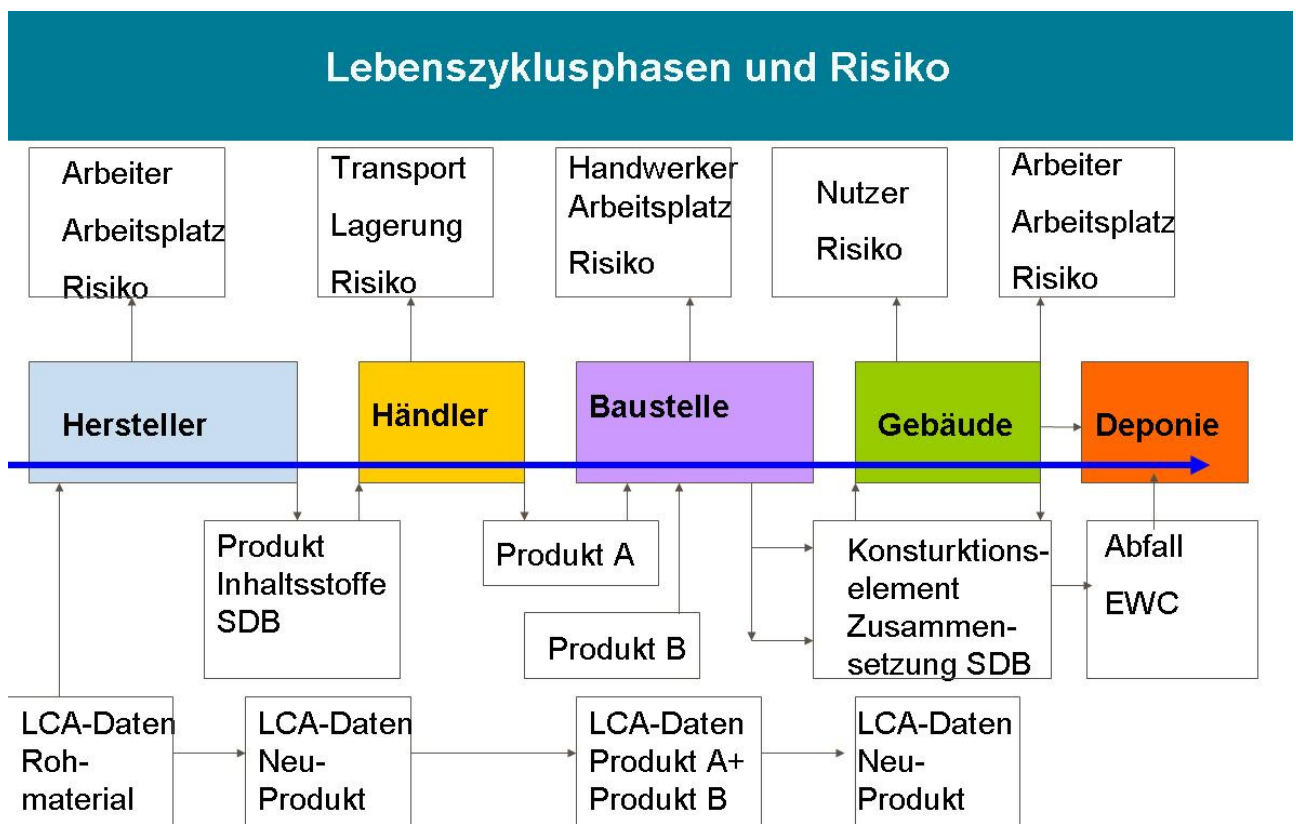 Lebenszyklusphasen und Risiko
Arbeiter
Arbeitsplatz
Risiko
Transport
Lagerung
Risiko
Handwerker
Arbeitsplatz
Risiko
Nutzer
Risiko
Arbeiter
Arbeitsplatz
Risiko
Hersteller
Händler
Baustelle
Gebäude
Deponie
Produkt
Inhaltsstoffe
SDB
Produkt A
Produkt B
Konsturktions-
element
Zusammen-
setzung SDB
Abfall
EWC
LCA-Daten
Roh-
material
LCA-Daten
Neu-
Produkt
LCA-Daten
Produkt A+
Produkt B
LCA-Daten
Neu-
Produkt